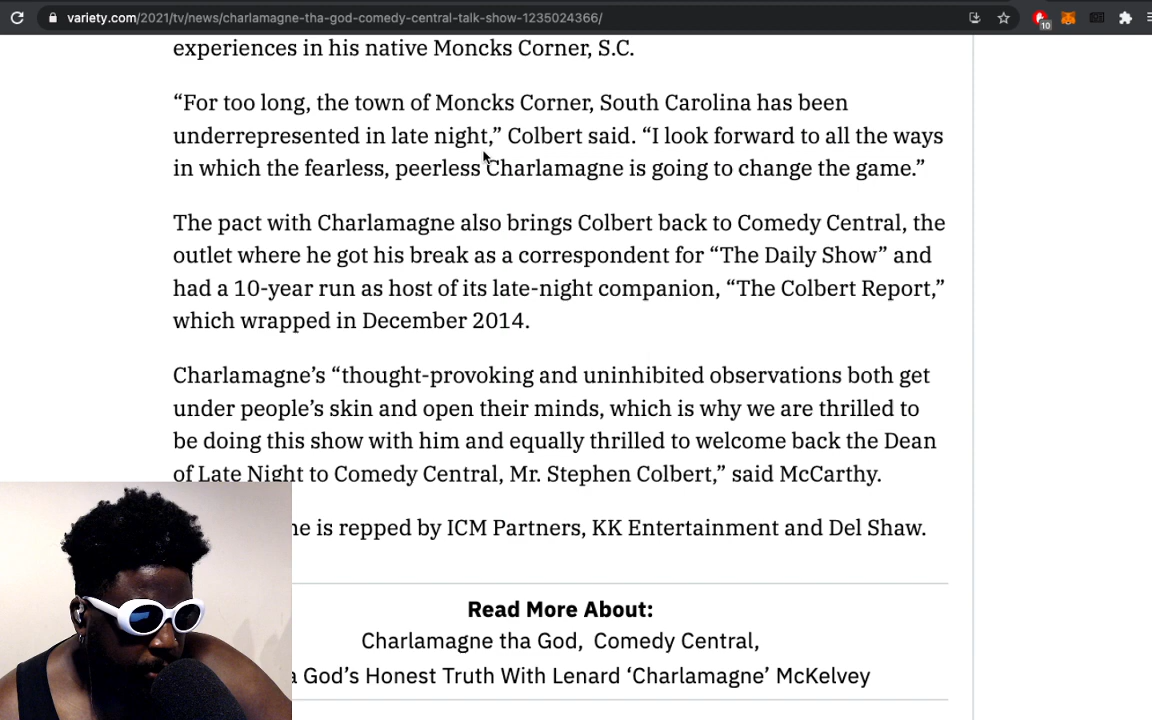 variety.com/2021/tv/news/charlamagne-tha-god-comedy-central-talk-show-1235024366/
10
experiences in his native Moncks Corner, S.C.
“For too long, the town of Moncks Corner, South Carolina has been
underrepresented in late night,” Colbert said. “I look forward to all the ways
in which the fearless, peerless Charlamagne is going to change the game.”
The pact with Charlamagne also brings Colbert back to Comedy Central, the
outlet where he got his break as a correspondent for “The Daily Show” and
had a 10-year run as host of its late-night companion, “The Colbert Report,”
which wrapped in December 2014.
Charlamagne’s “thought-provoking and uninhibited observations both get
under people’s skin and open their minds, which is why we are thrilled to
be doing this show with him and equally thrilled to welcome back the Dean
of Late Night to Comedy Central, Mr. Stephen Colbert,” said McCarthy.
ne is repped by ICM Partners, KK Entertainment and Del Shaw.
Read More About:
Charlamagne tha God, Comedy Central,
a God’s Honest Truth With Lenard ‘Charlamagne’ McKelvey